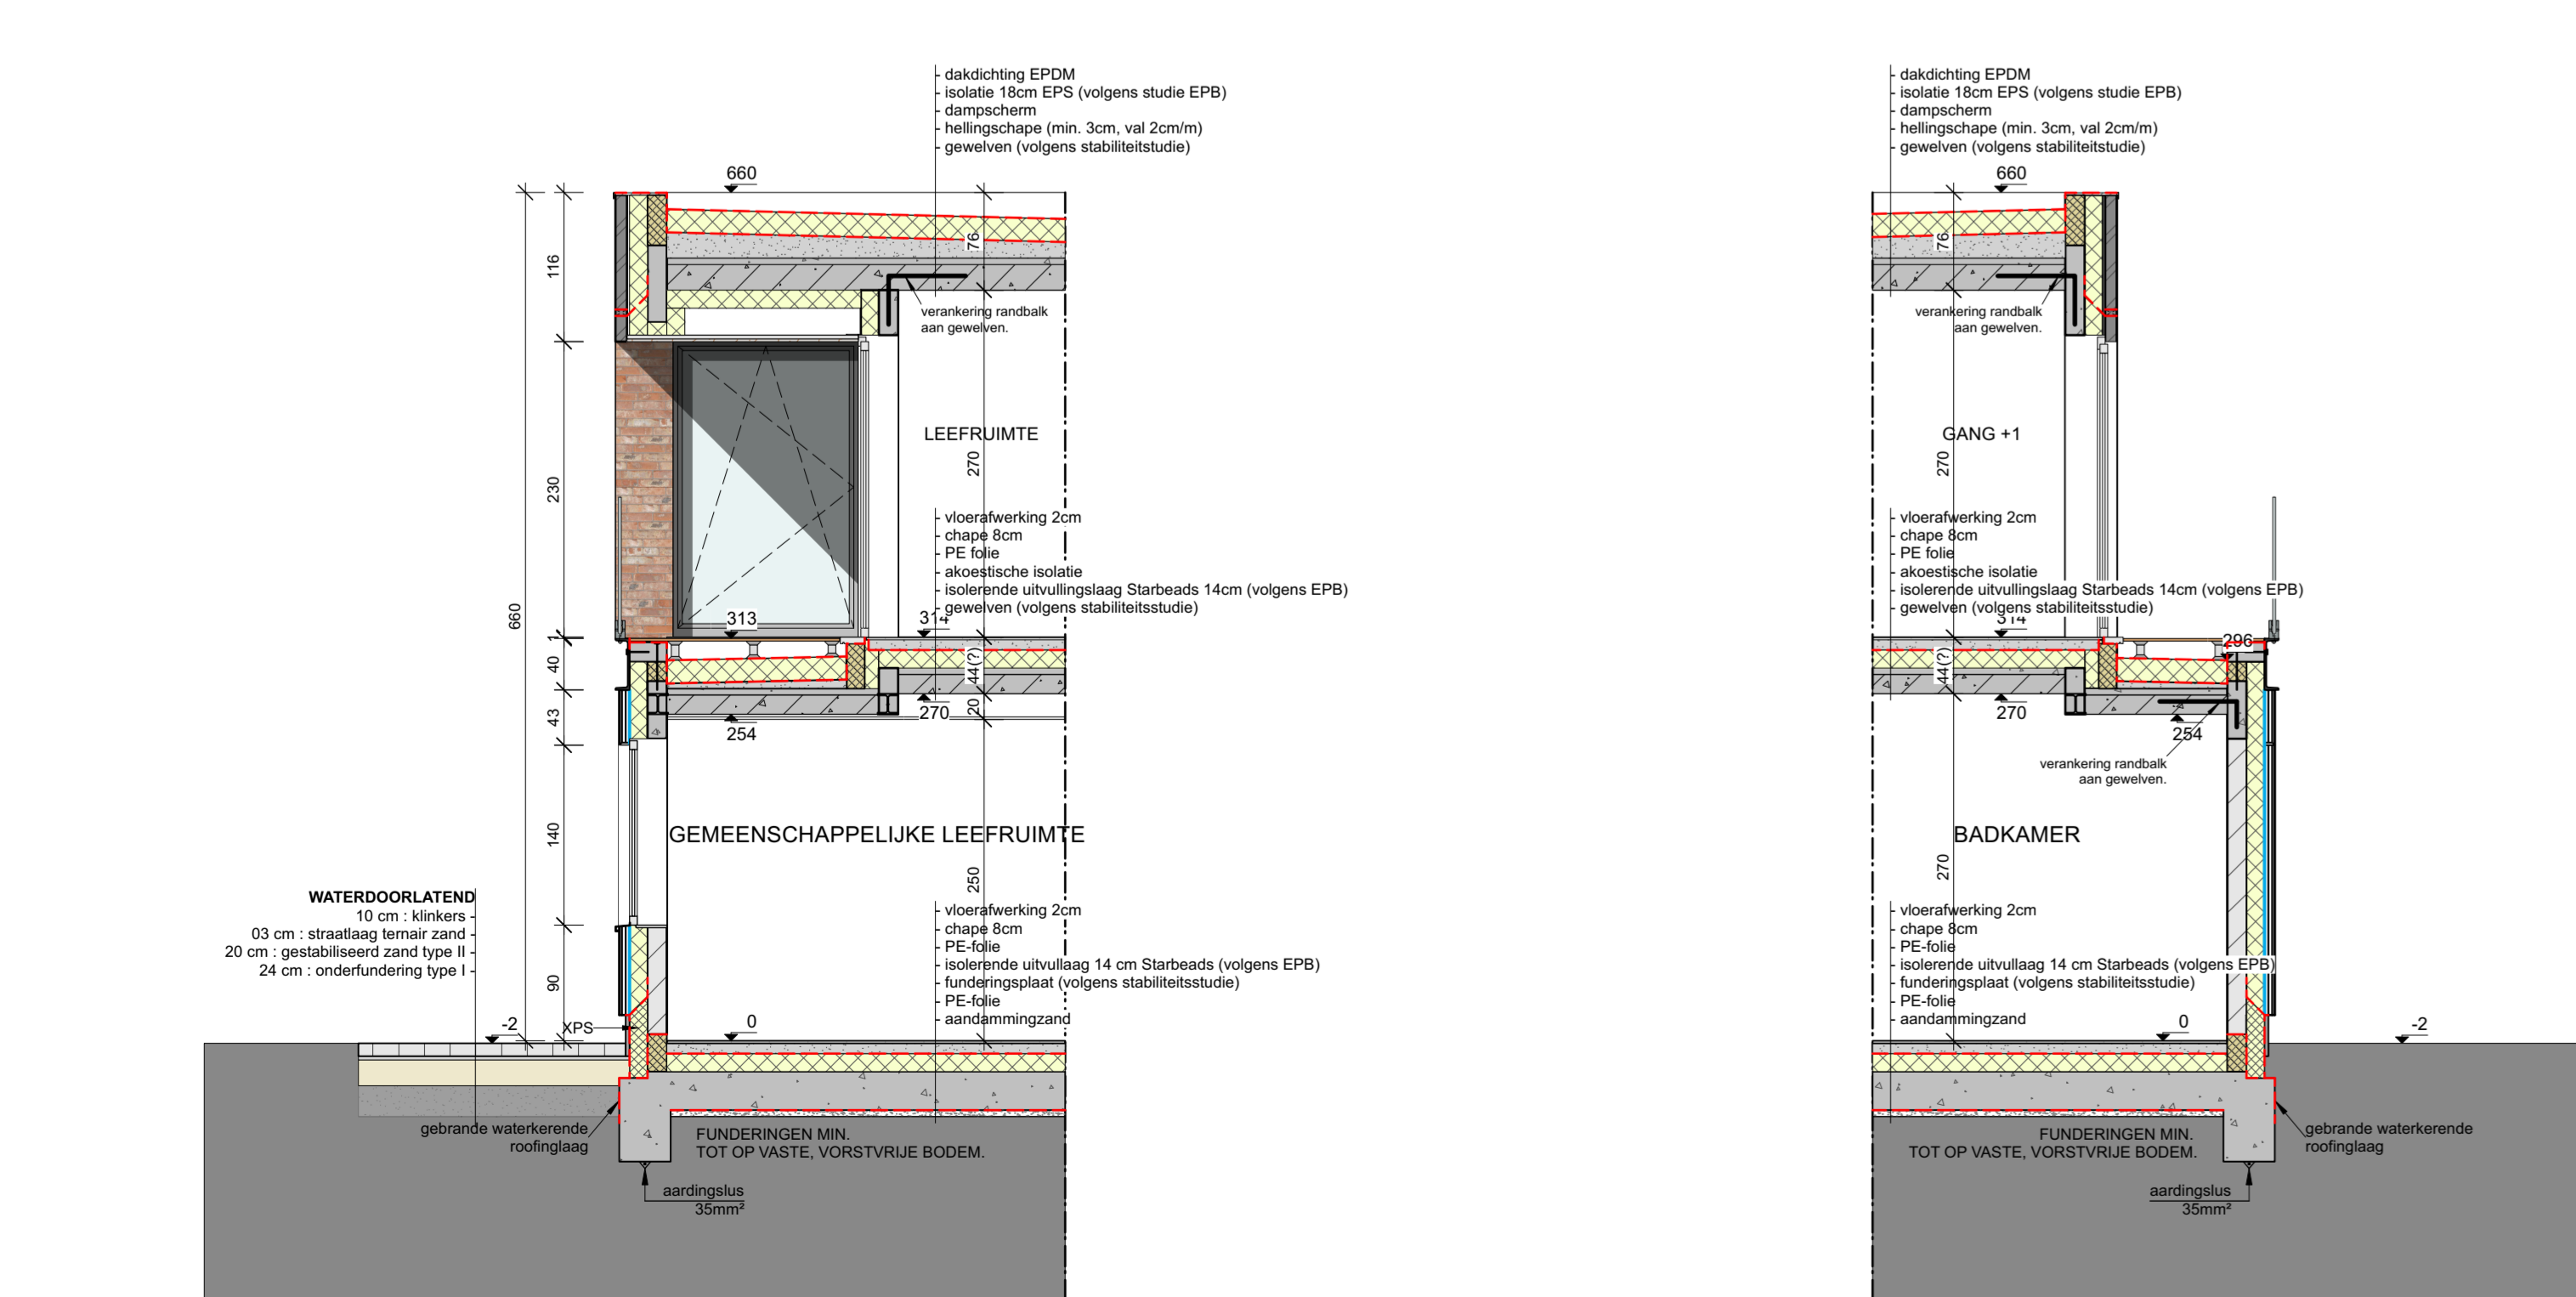 - dakdichting EPDM
- isolatie 18cm EPS (volgens studie EPB)
- dampscherm
- hellingschape (min. 3cm, val 2cm/m)
- gewelven (volgens stabiliteitstudie)
660
116
76
verankering randbalk
aan gewelven.
LEEFRUIMTE
270
230
660
- vloerafwerking 2cm
- chape 8cm
- PE folie
- akoestische isolatie
- isolerende uitvullingslaag Starbeads 14cm (volgens EPB)
- gewelven (volgens stabiliteitsstudie)
313
314
1
40
44(?)
270
20
43
254
140
GEMEENSCHAPPELIJKE LEEFRUIMTE
250
90
WATERDOORLATEND
10 cm : klinkers -
03 cm : straatlaag ternair zand -
20 cm : gestabiliseerd zand type II -
24 cm : onderfundering type I -
- vloerafwerking 2cm
- chape 8cm
- PE-folie
- isolerende uitvullaag 14 cm Starbeads (volgens EPB)
- funderingsplaat (volgens stabiliteitsstudie)
- PE-folie
- aandammingzand
-2
XPS
0
gebrande waterkerende
roofinglaag
FUNDERINGEN MIN.
TOT OP VASTE, VORSTVRIJE BODEM.
aardingslus
35mm²
- dakdichting EPDM
- isolatie 18cm EPS (volgens studie EPB)
- dampscherm
- hellingschape (min. 3cm, val 2cm/m)
- gewelven (volgens stabiliteitstudie)
660
76
verankering randbalk
aan gewelven.
GANG +1
270
- vloerafwerking 2cm
- chape 8cm
- PE folie
- akoestische isolatie
- isolerende uitvullingslaag Starbeads 14cm (volgens EPB)
- gewelven (volgens stabiliteitsstudie)
314
296
44(?)
270
254
verankering randbalk
aan gewelven.
BADKAMER
270
- vloerafwerking 2cm
- chape 8cm
- PE-folie
- isolerende uitvullaag 14 cm Starbeads (volgens EPB)
- funderingsplaat (volgens stabiliteitsstudie)
- PE-folie
- aandammingzand
0
-2
gebrande waterkerende
roofinglaag
FUNDERINGEN MIN.
TOT OP VASTE, VORSTVRIJE BODEM.
aardingslus
35mm²